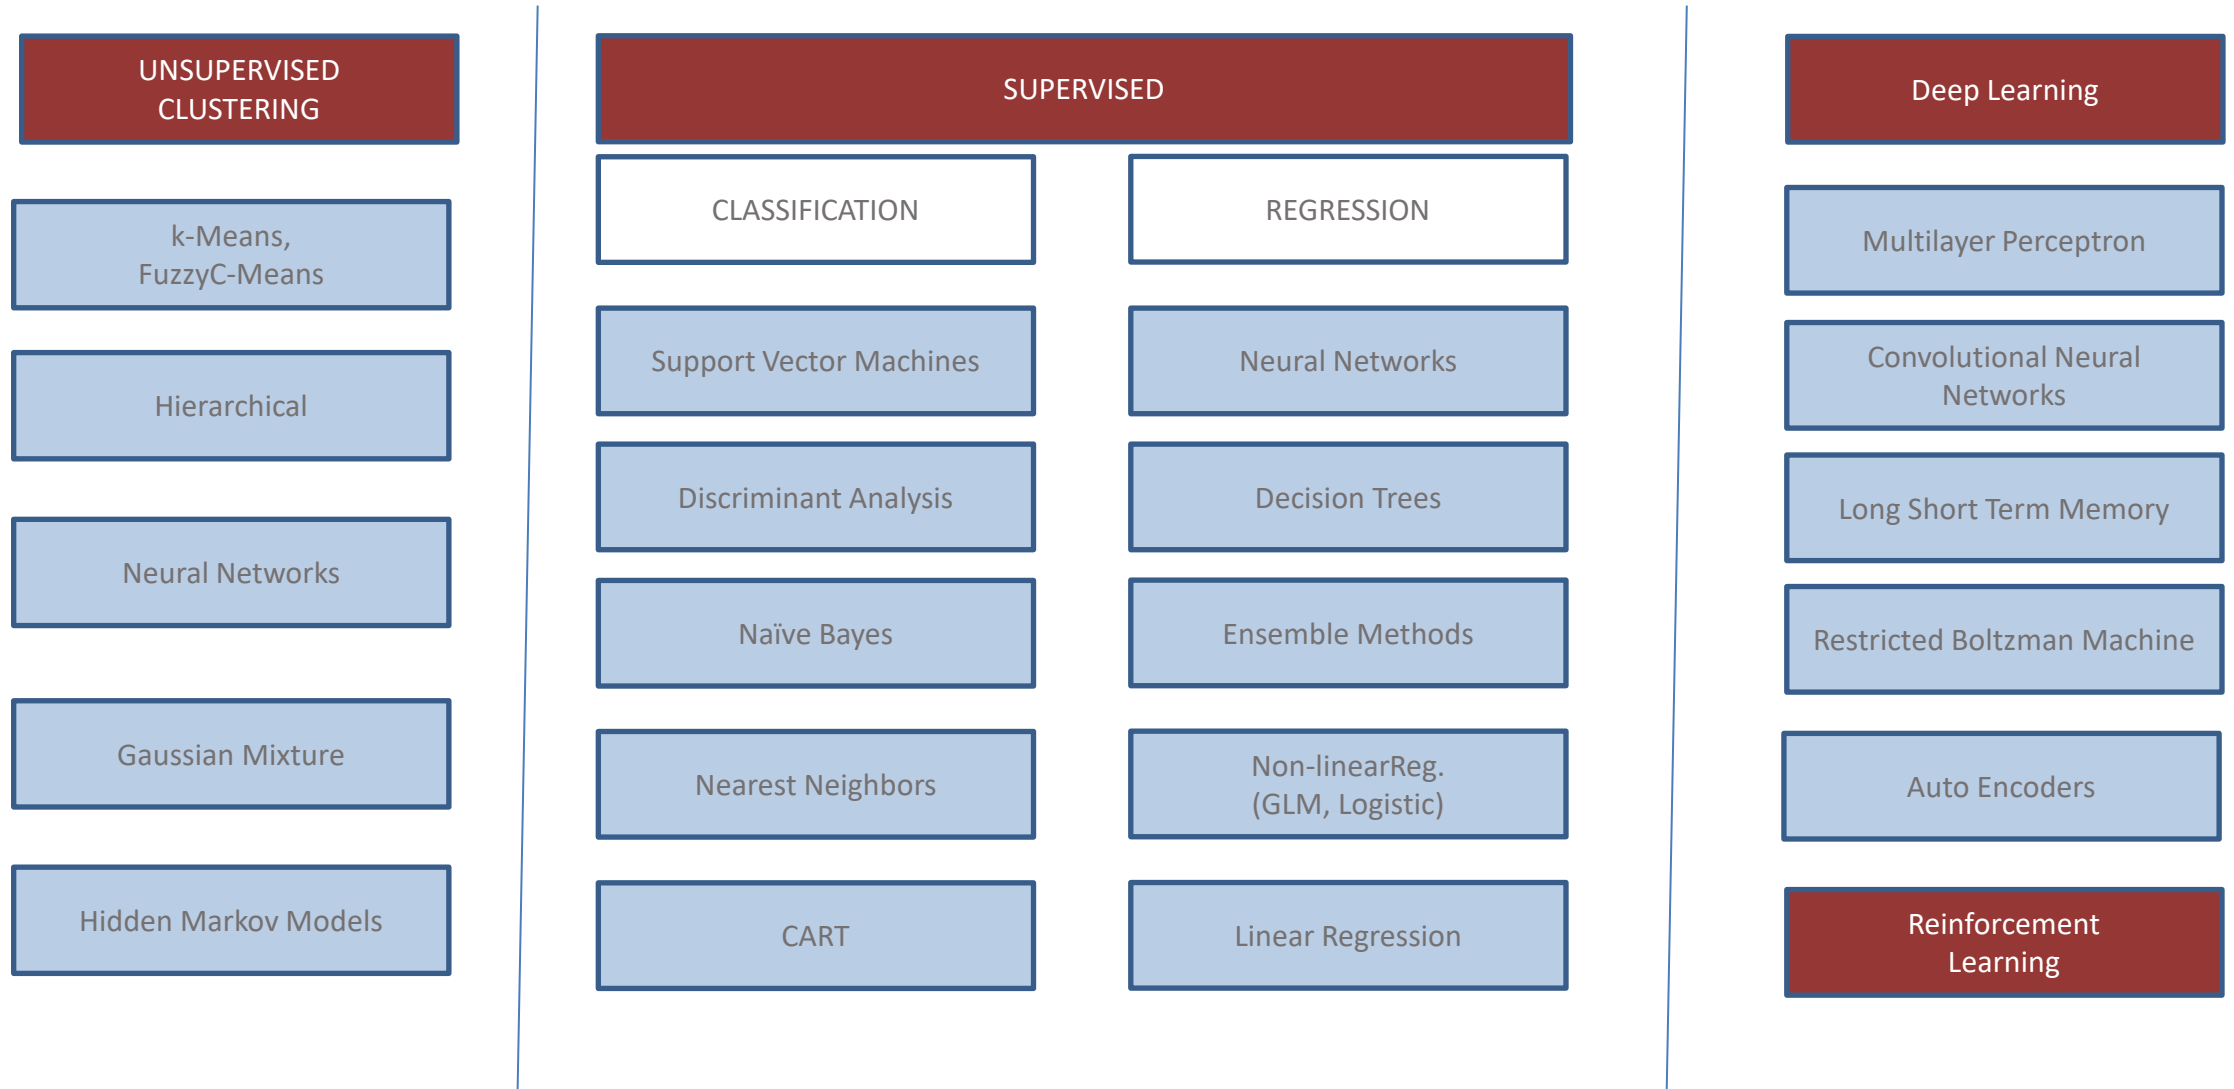 UNSUPERVISED
CLUSTERING
k-Means,
FuzzyC-Means
Hierarchical
Neural Networks
Gaussian Mixture
Hidden Markov Models
SUPERVISED
CLASSIFICATION
Support Vector Machines
Discriminant Analysis
Naïve Bayes
Nearest Neighbors
CART
REGRESSION
Neural Networks
Decision Trees
Ensemble Methods
Non-linearReg.
(GLM, Logistic)
Linear Regression
Deep Learning
Multilayer Perceptron
Convolutional Neural
Networks
Long Short Term Memory
Restricted Boltzman Machine
Auto Encoders
Reinforcement
Learning